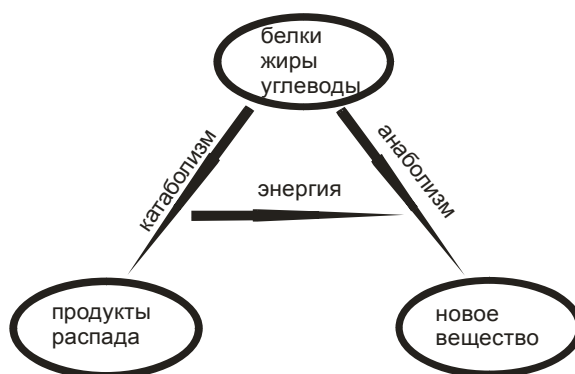 белки
жиры
углеводы
катаболизм
анаболизм
энергия
продукты
распада
новое
вещество